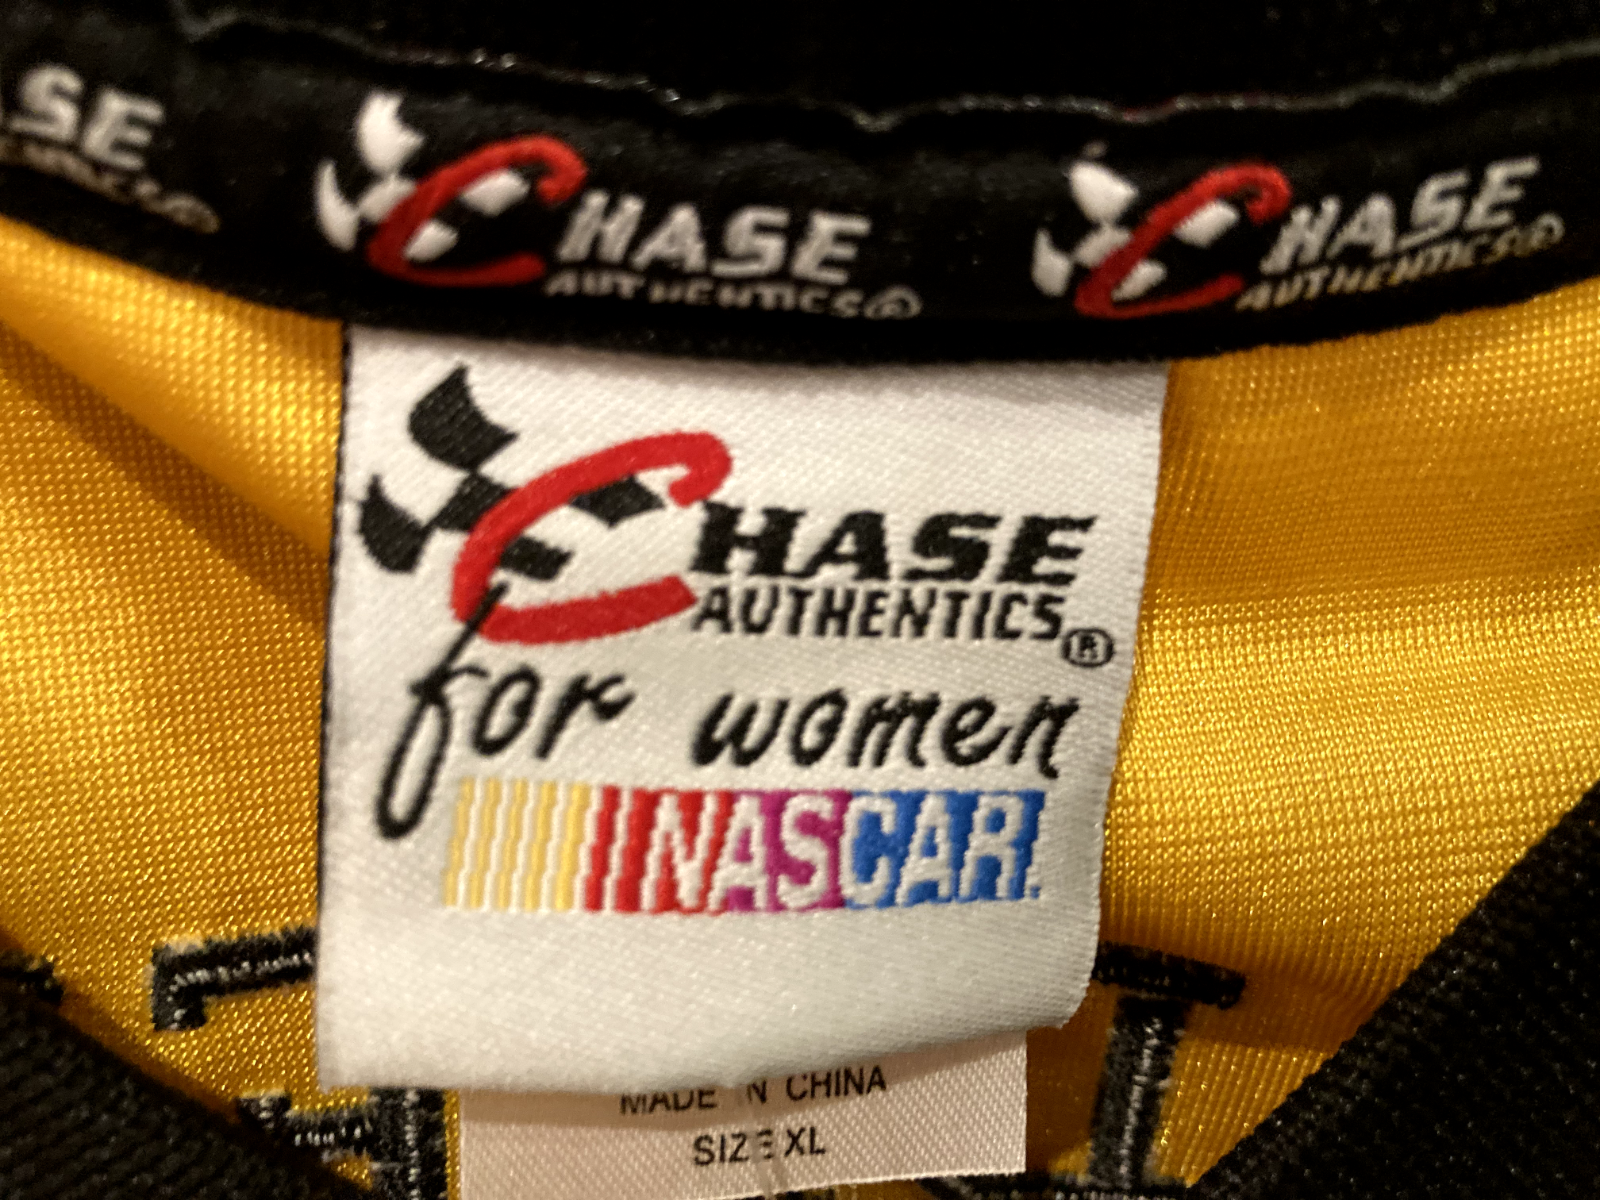 CHASE CHASE
AUTHENTICS® AUTHENTICS®
CHASE
AUTHENTICS®
for women
NASCAR.
MADE IN CHINA
SIZE XL